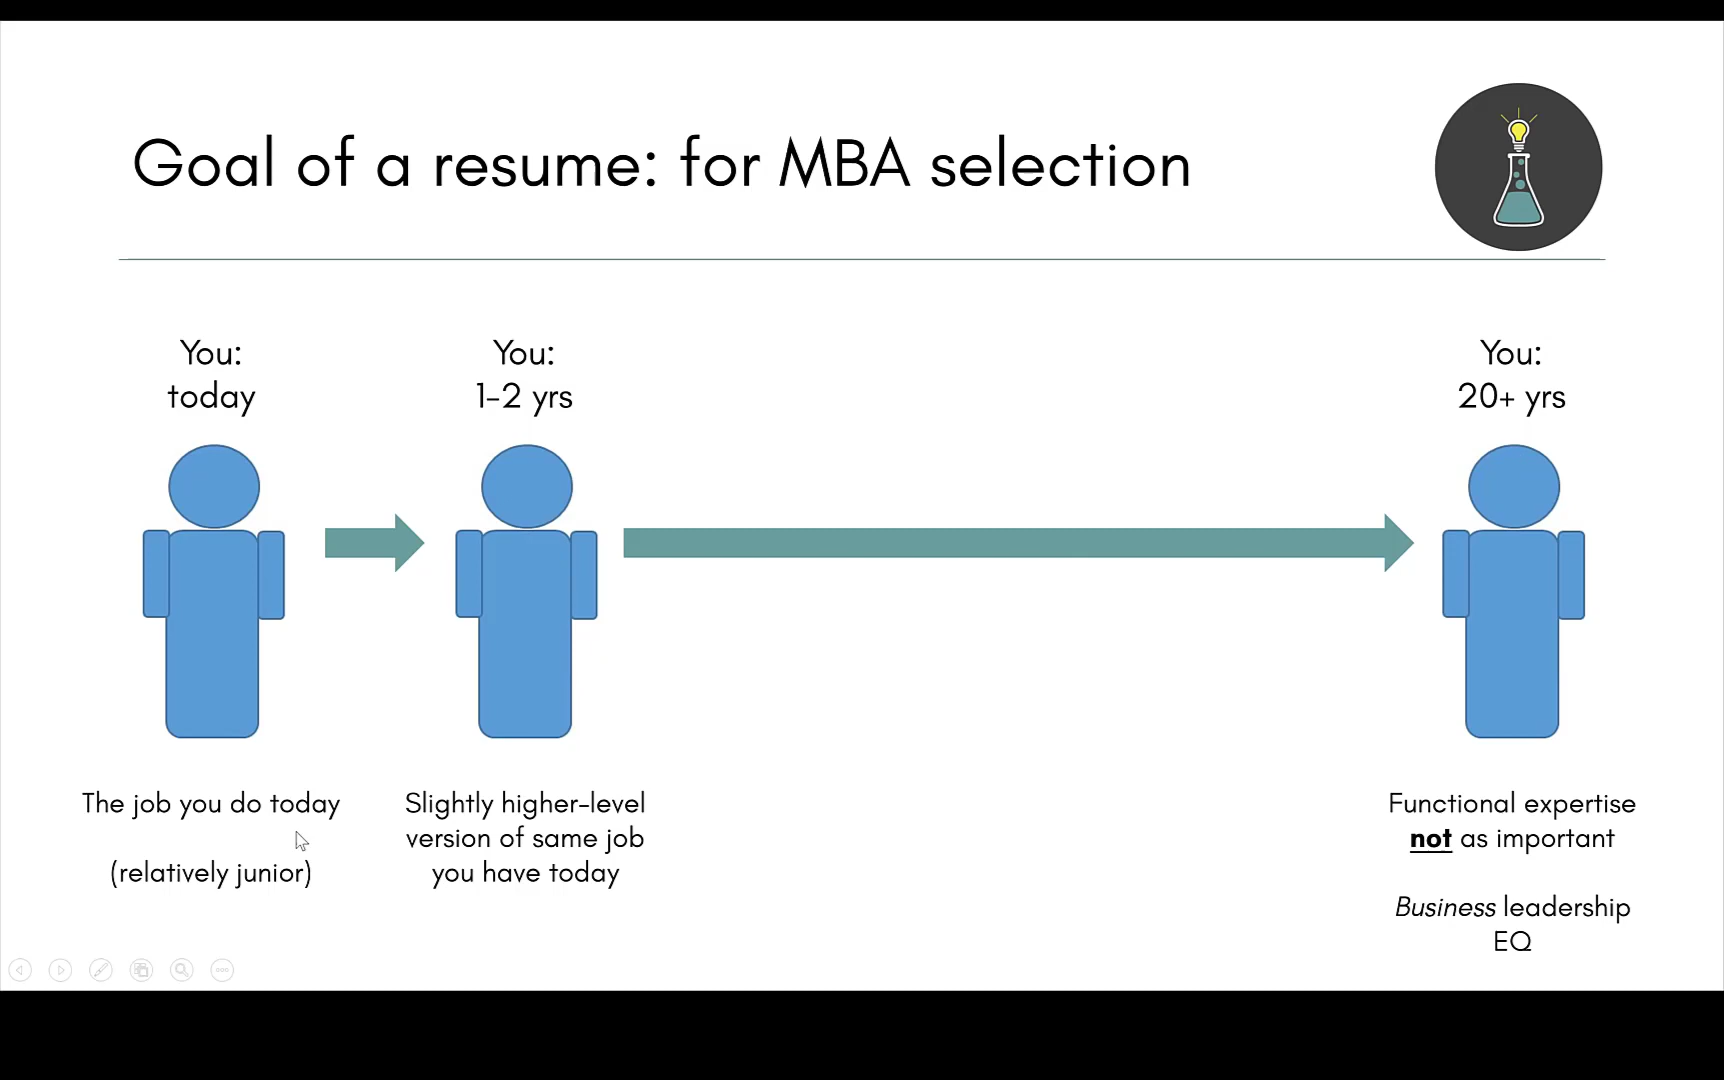 Goal of a resume: for MBA selection
You:
today
You:
1-2 yrs
You:
20+ yrs
The job you do today
(relatively junior)
Slightly higher-level
version of same job
you have today
Functional expertise
not as important
Business leadership
EQ